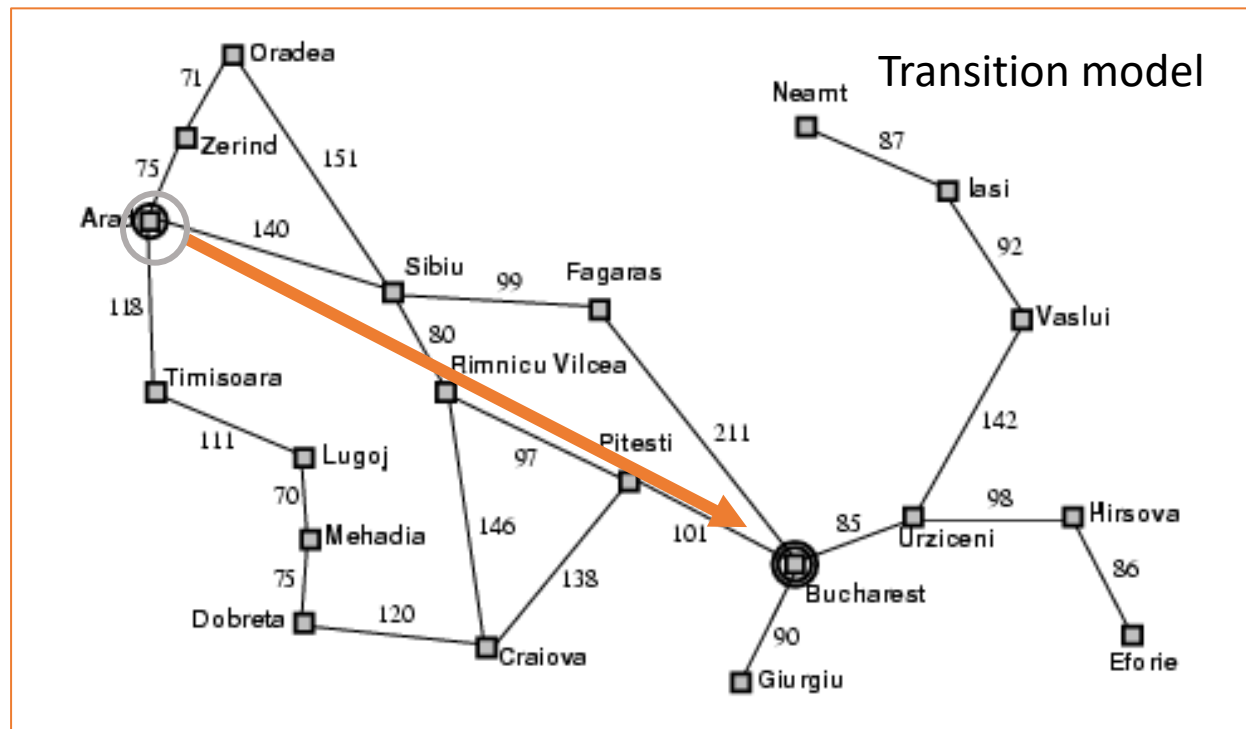 Transition model
Oradea
71
Neamt
Zerind
87
151
75
Iasi
Arad
140
92
Sibiu
Fagaras
99
118
Vaslui
80
Timisoara
Rimnicu Vilcea
142
111
211
Lugoj
97
Pitesti
70
98
Hirsova
146
85
Mehadia
101
Urziceni
75
138
86
Bucharest
Dobreta
120
90
Craiova
Eforie
Giurgiu